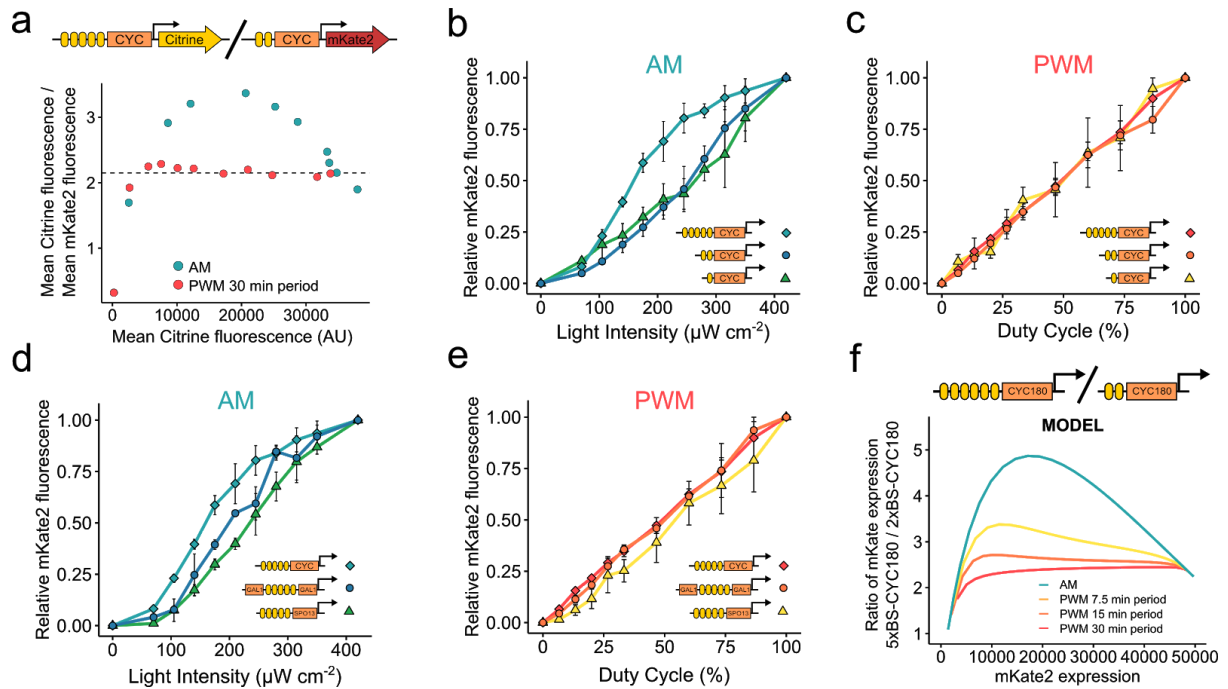 a
CYC
Citrine
CYC
mKate2
Mean Citrine fluorescence /
Mean mKate2 fluorescence
3
2
1
AM
PWM 30 min period
0
10000
20000
30000
Mean Citrine fluorescence (AU)
b
AM
Relative mKate2 fluorescence
1.00
0.75
0.50
0.25
0.00
CYC
CYC
CYC
0
100
200
300
400
Light Intensity (µW cm-2)
c
PWM
Relative mKate2 fluorescence
1.00
0.75
0.50
0.25
0.00
CYC
CYC
CYC
0
25
50
75
100
Duty Cycle (%)
d
AM
Relative mKate2 fluorescence
1.00
0.75
0.50
0.25
0.00
CYC
GAL1
GAL1
SPO13
0
100
200
300
400
Light Intensity (µW cm-2)
e
PWM
Relative mKate2 fluorescence
1.00
0.75
0.50
0.25
0.00
CYC
GAL1
GAL1
SPO13
0
25
50
75
100
Duty Cycle (%)
f
CYC180
CYC180
MODEL
Ratio of mKate expression
5xBS-CYC180 / 2xBS-CYC180
5
4
3
2
1
AM
PWM 7.5 min period
PWM 15 min period
PWM 30 min period
0
10000
20000
30000
40000
50000
mKate2 expression